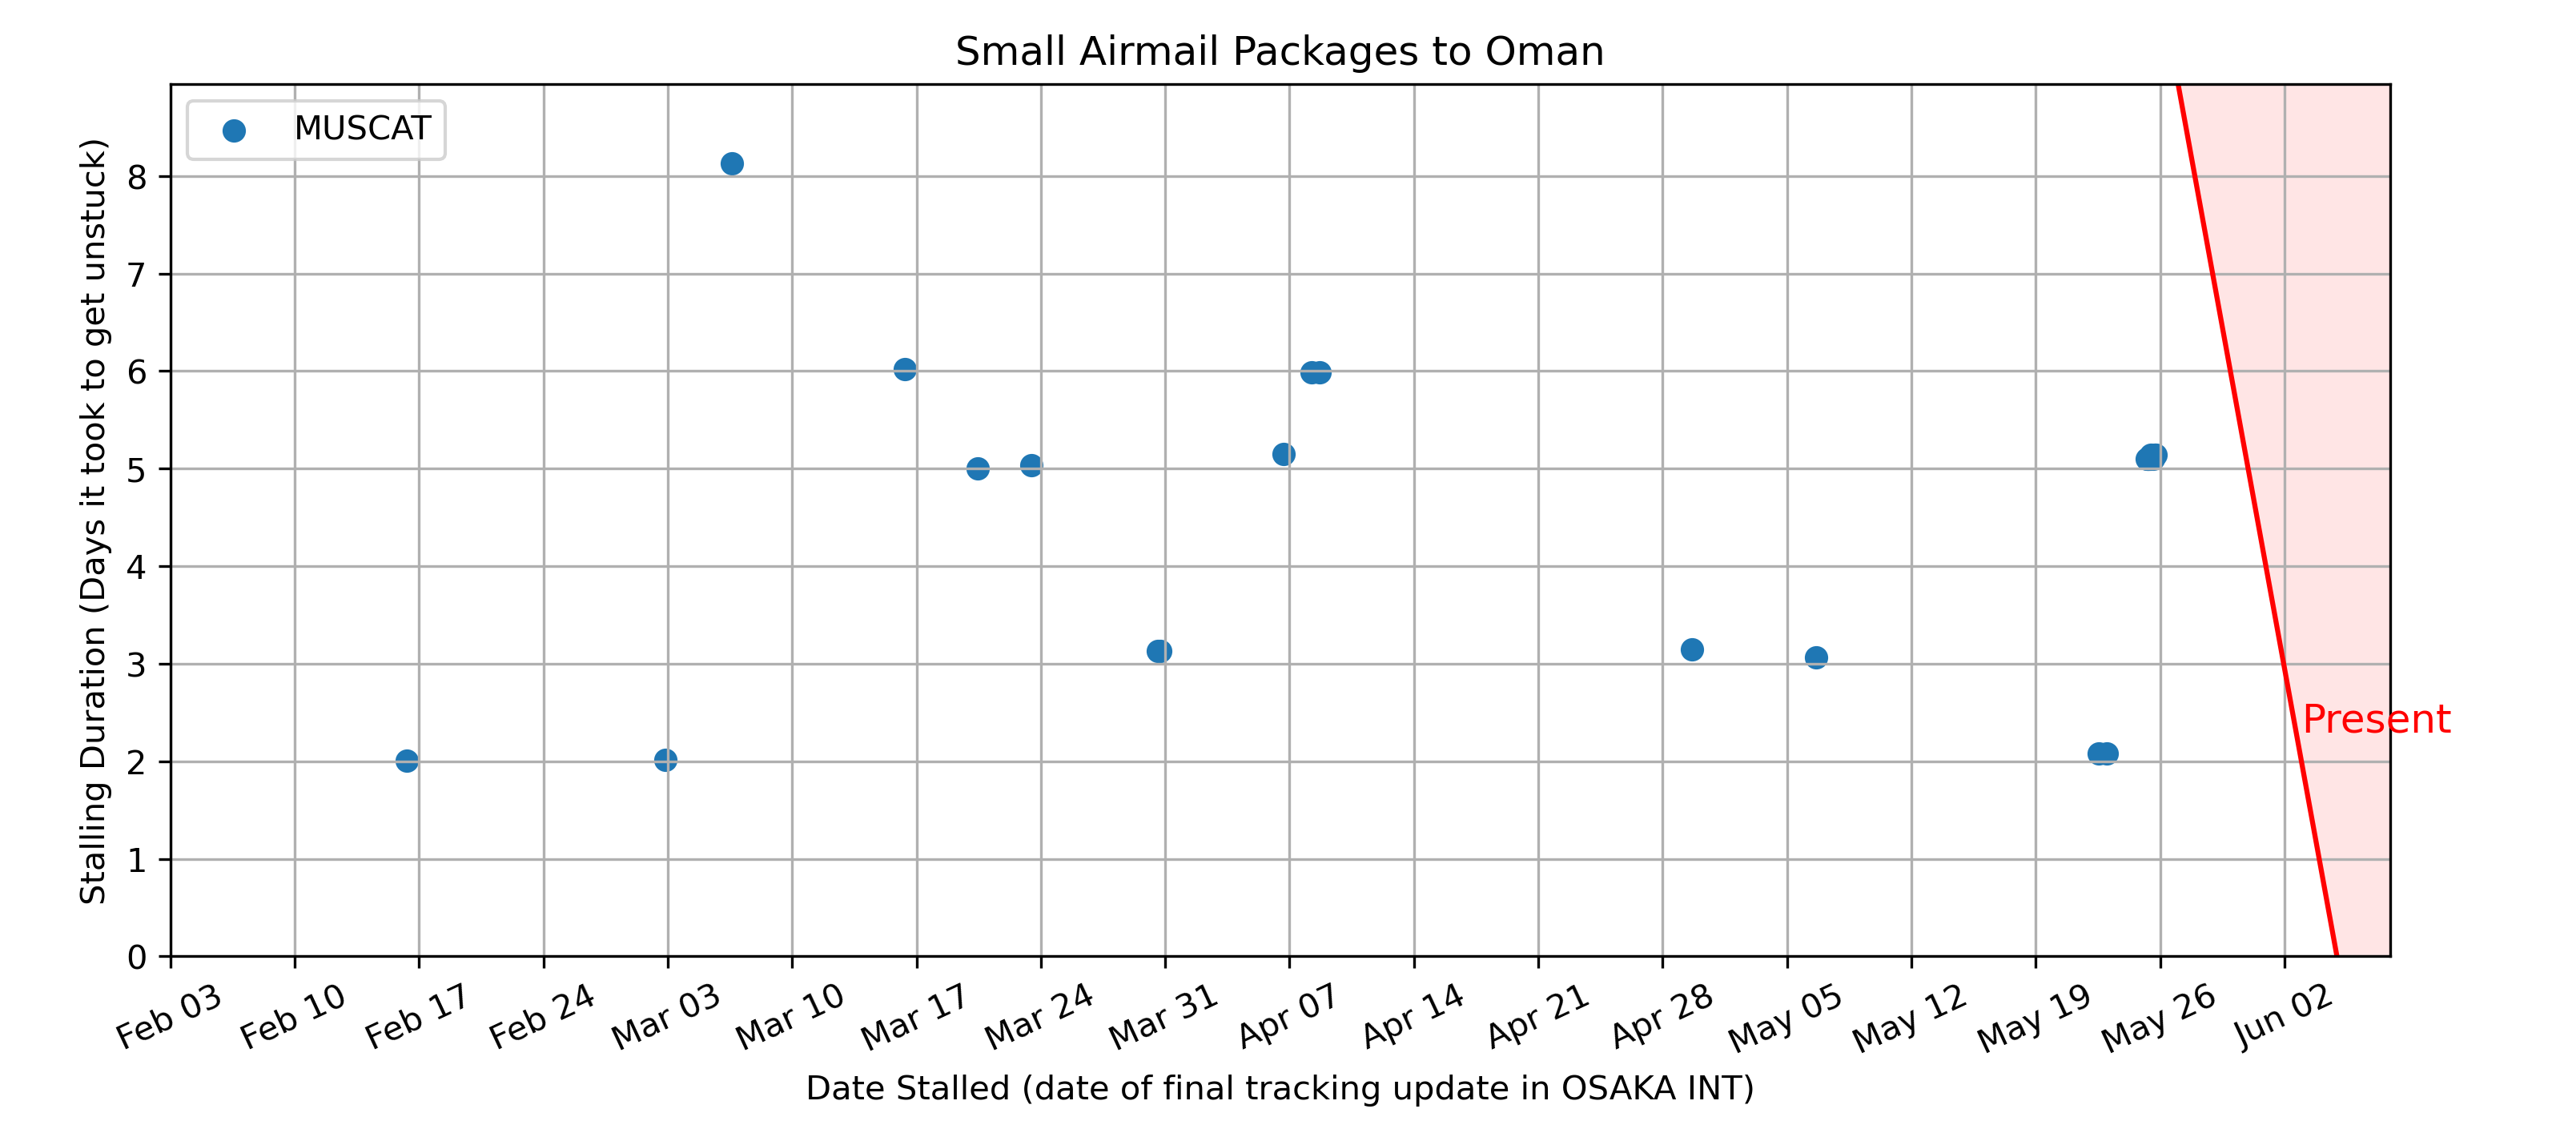 Small Airmail Packages to Oman
MUSCAT
Stalling Duration (Days it took to get unstuck)
8
7
6
5
4
3
2
1
0
Present
Feb 03
Feb 10
Feb 17
Feb 24
Mar 03
Mar 10
Mar 17
Mar 24
Mar 31
Apr 07
Apr 14
Apr 21
Apr 28
May 05
May 12
May 19
May 26
Jun 02
Date Stalled (date of final tracking update in OSAKA INT)